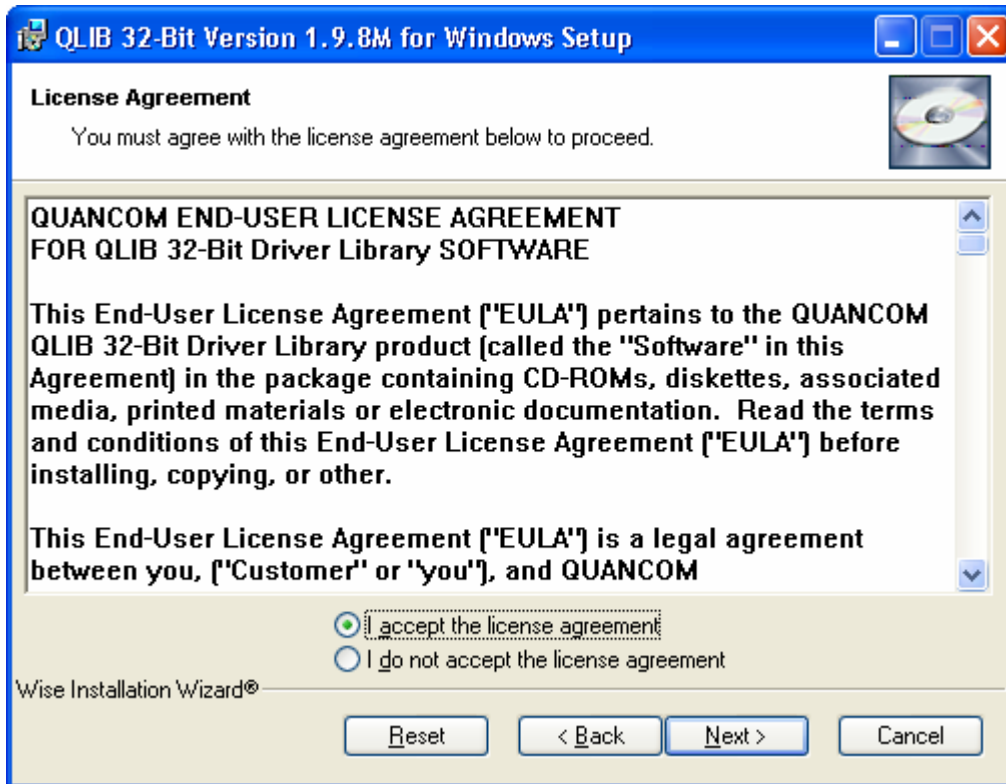 QLIB 32-Bit Version 1.9.8M for Windows Setup
License Agreement
You must agree with the license agreement below to proceed.
QUANCOM END-USER LICENSE AGREEMENT
FOR QLIB 32-Bit Driver Library SOFTWARE
This End-User License Agreement ("EULA") pertains to the QUANCOM
QLIB 32-Bit Driver Library product (called the "Software" in this
Agreement) in the package containing CD-ROMs, diskettes, associated
media, printed materials or electronic documentation.  Read the terms
and conditions of this End-User License Agreement ("EULA") before
installing, copying, or other.
This End-User License Agreement ("EULA") is a legal agreement
between you, ("Customer" or "you"), and QUANCOM
I accept the license agreement
I do not accept the license agreement
Wise Installation Wizard®
Reset
< Back
Next >
Cancel